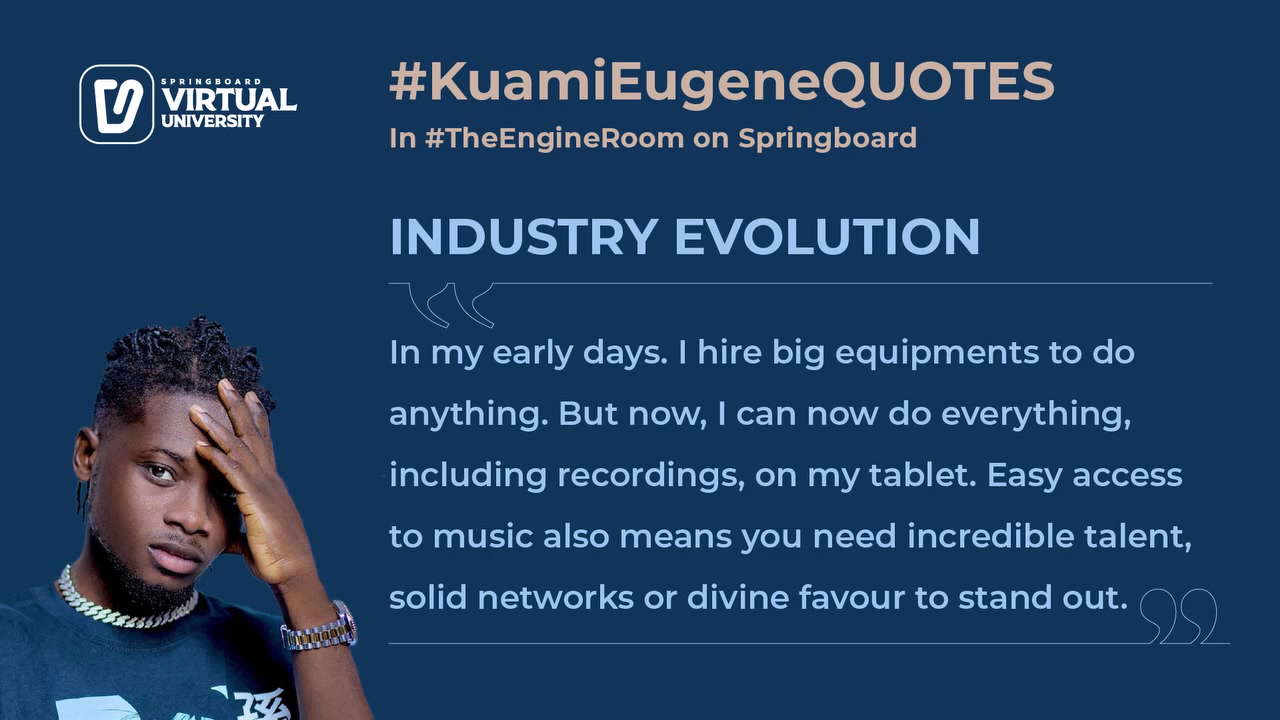 SPRINGBOARD
VIRTUAL
UNIVERSITY
#KuamiEugeneQUOTES
In #TheEngineRoom on Springboard
INDUSTRY EVOLUTION
“
In my early days. I hire big equipments to do
anything. But now, I can now do everything,
including recordings, on my tablet. Easy access
to music also means you need incredible talent,
solid networks or divine favour to stand out.
”